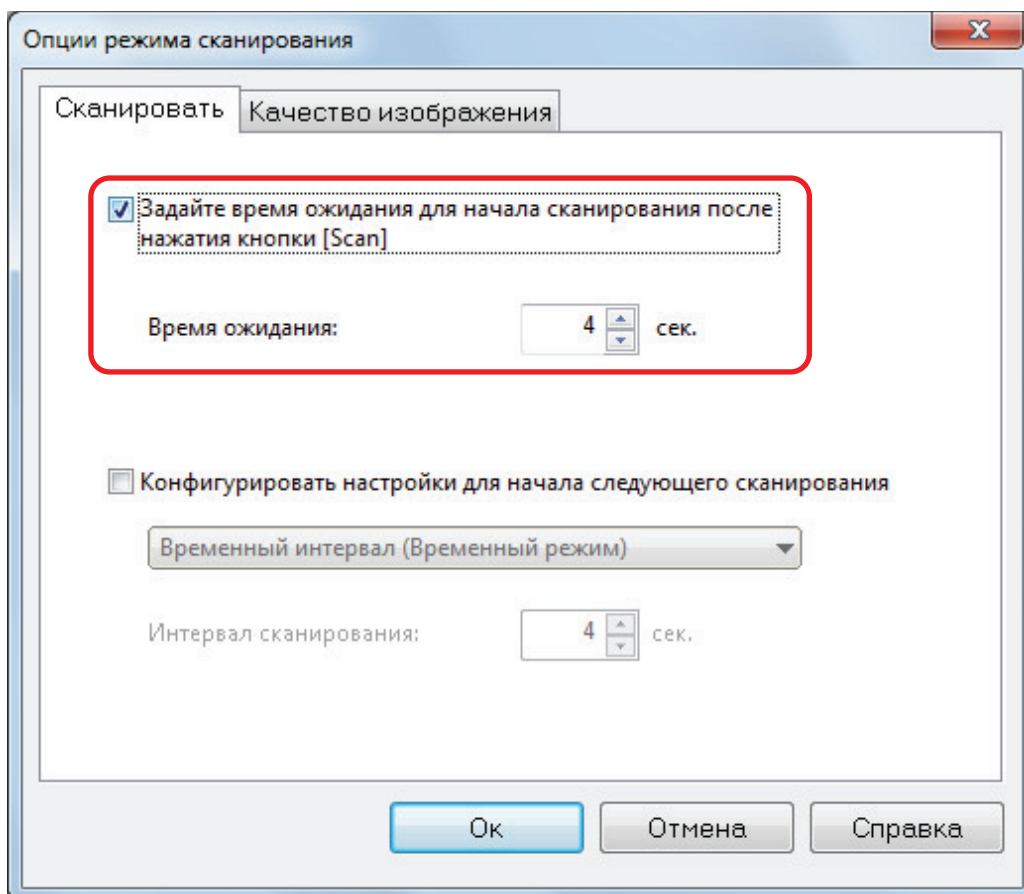 Опции режима сканирования
Сканировать
Качество изображения
Задайте время ожидания для начала сканирования после
нажатия кнопки [Scan]
Время ожидания: 4 сек.
Конфигурировать настройки для начала следующего сканирования
Временный интервал (Временный режим)
Интервал сканирования: 4 сек.
Ок Отмена Справка